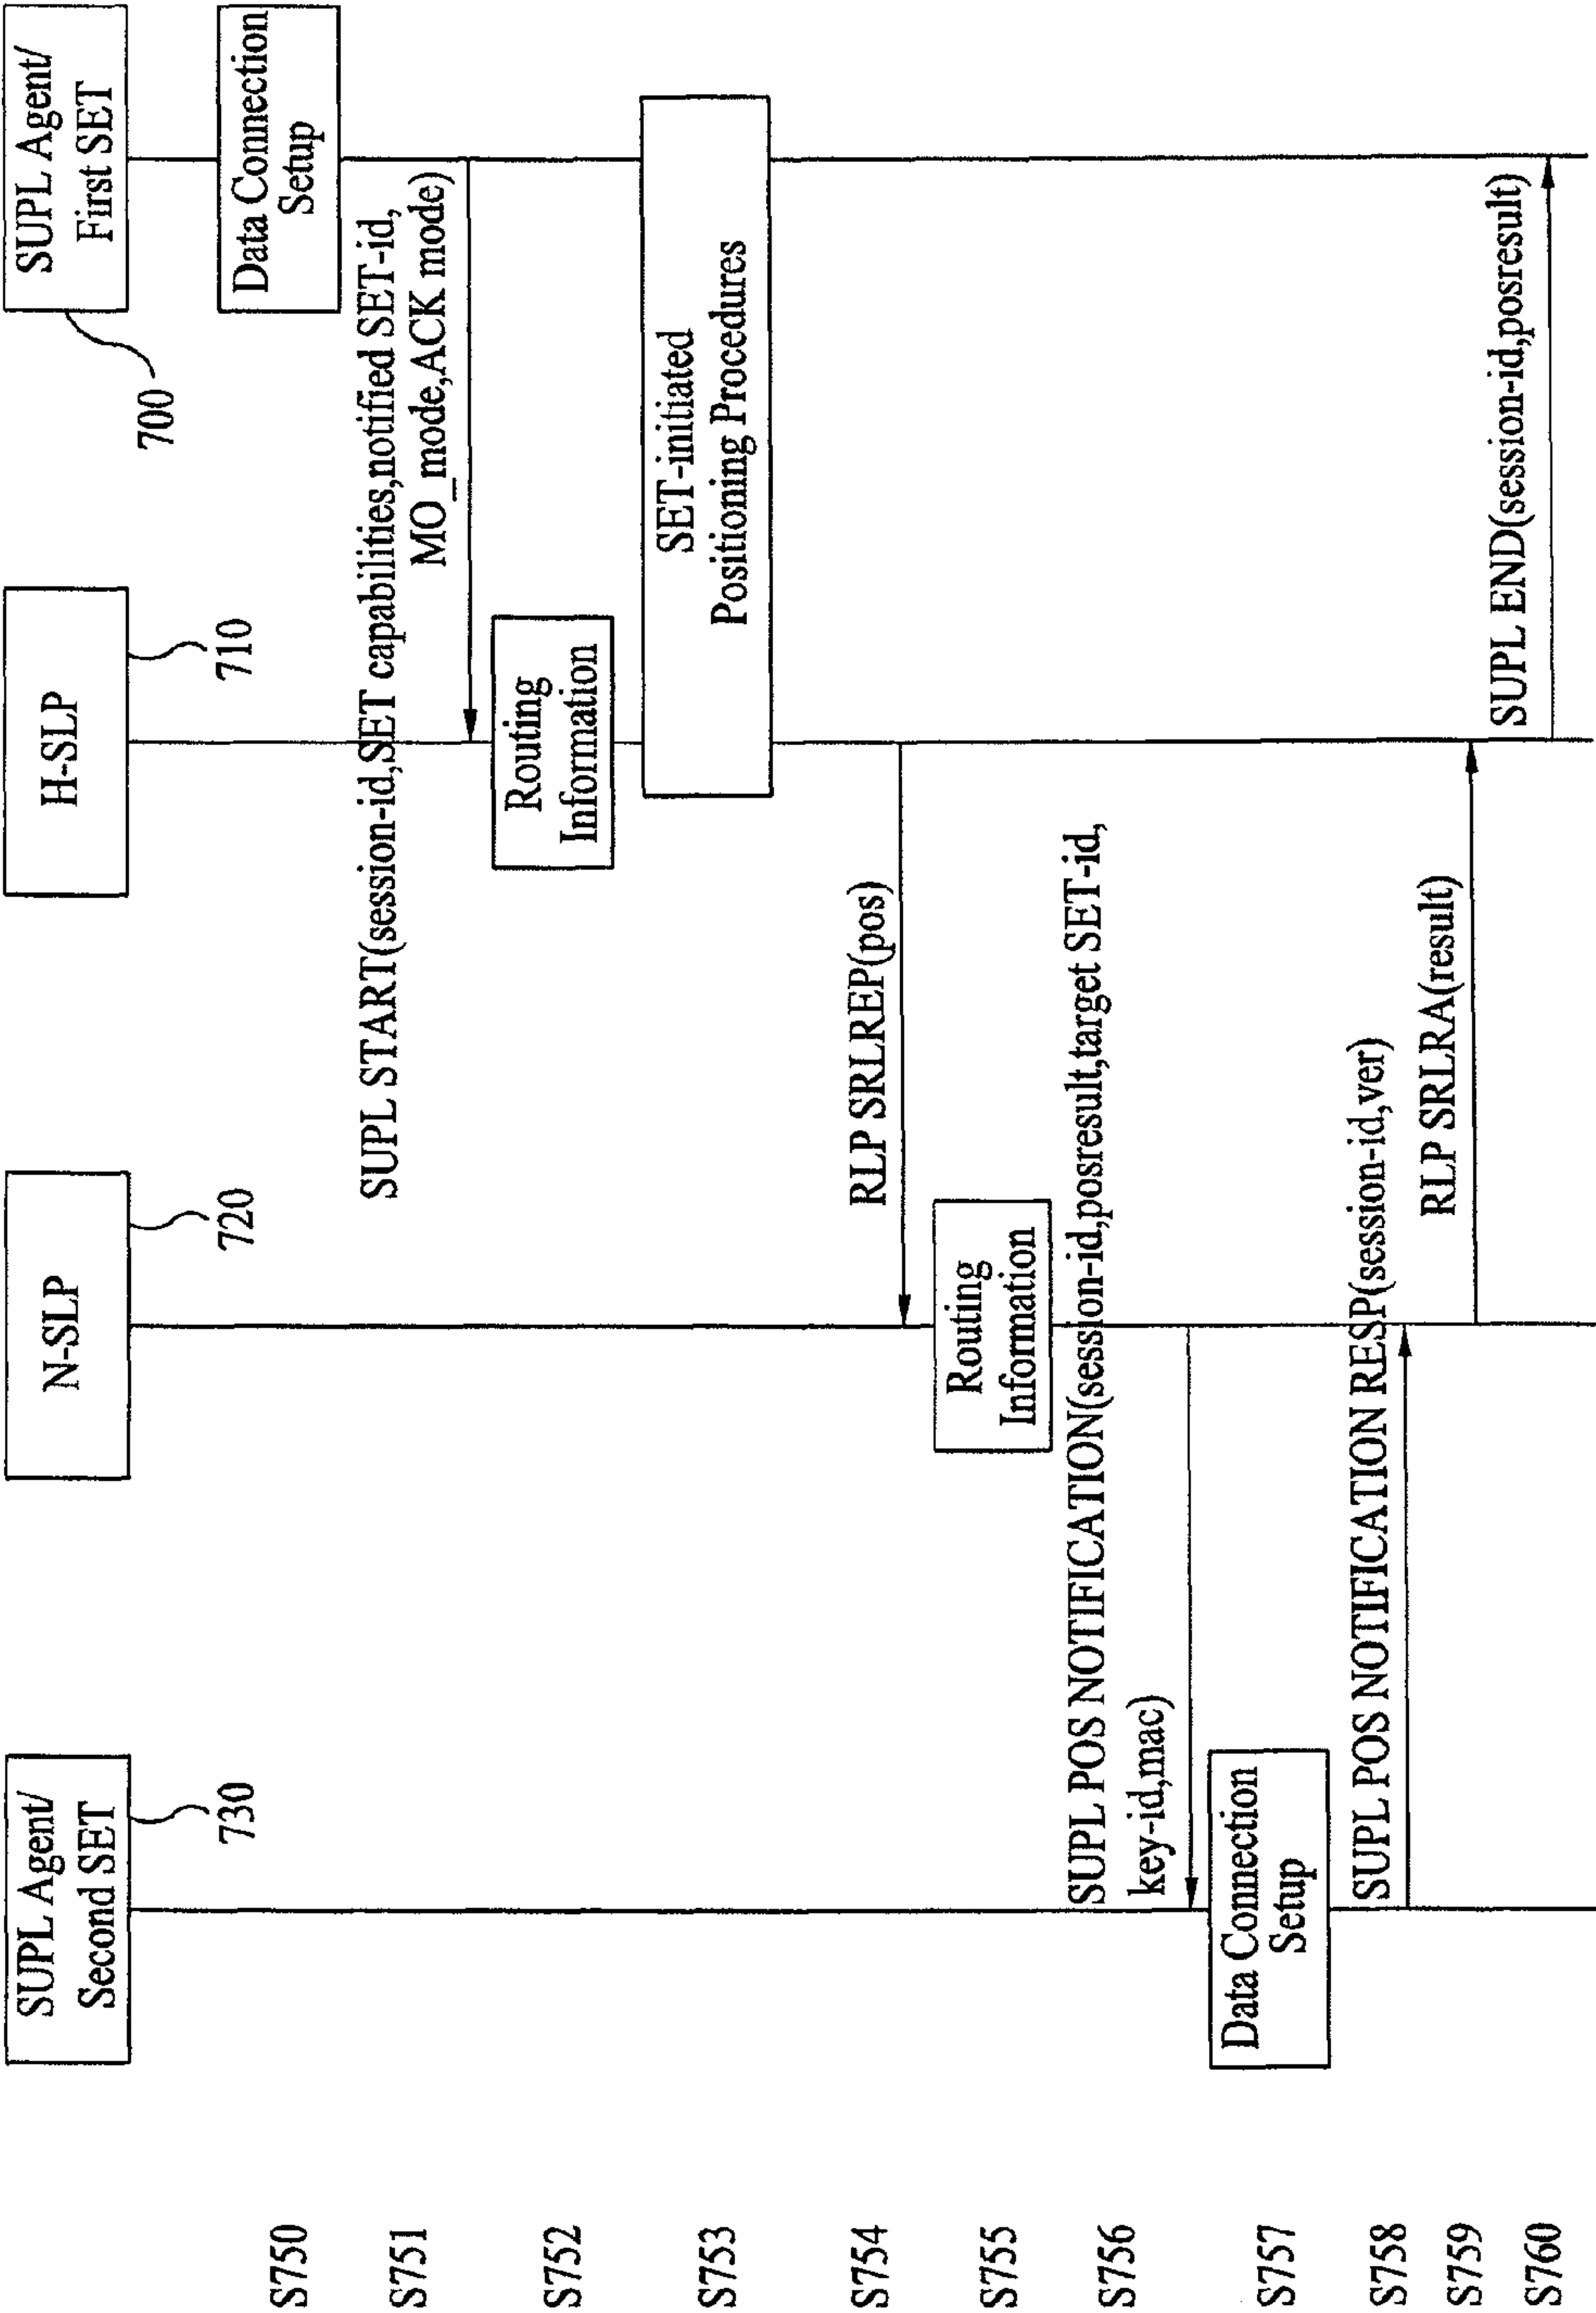 SUPL Agent/
Second SET
730
N-SLP
720
H-SLP
710
SUPL Agent/
First SET
700
S750
Data Connection
Setup
S751
SUPL START(session-id,SET capabilities,notified SET-id,
MO_mode,ACK mode)
S752
Routing
Information
S753
SET-initiated
Positioning Procedures
S754
RLP SRLREP(pos)
S755
Routing
Information
S756
SUPL POS NOTIFICATION(session-id,posresult,target SET-id,
key-id,mac)
S757
Data Connection
Setup
S758
SUPL POS NOTIFICATION RESP(session-id,ver)
S759
RLP SRLRA(result)
S760
SUPL END(session-id,posresult)